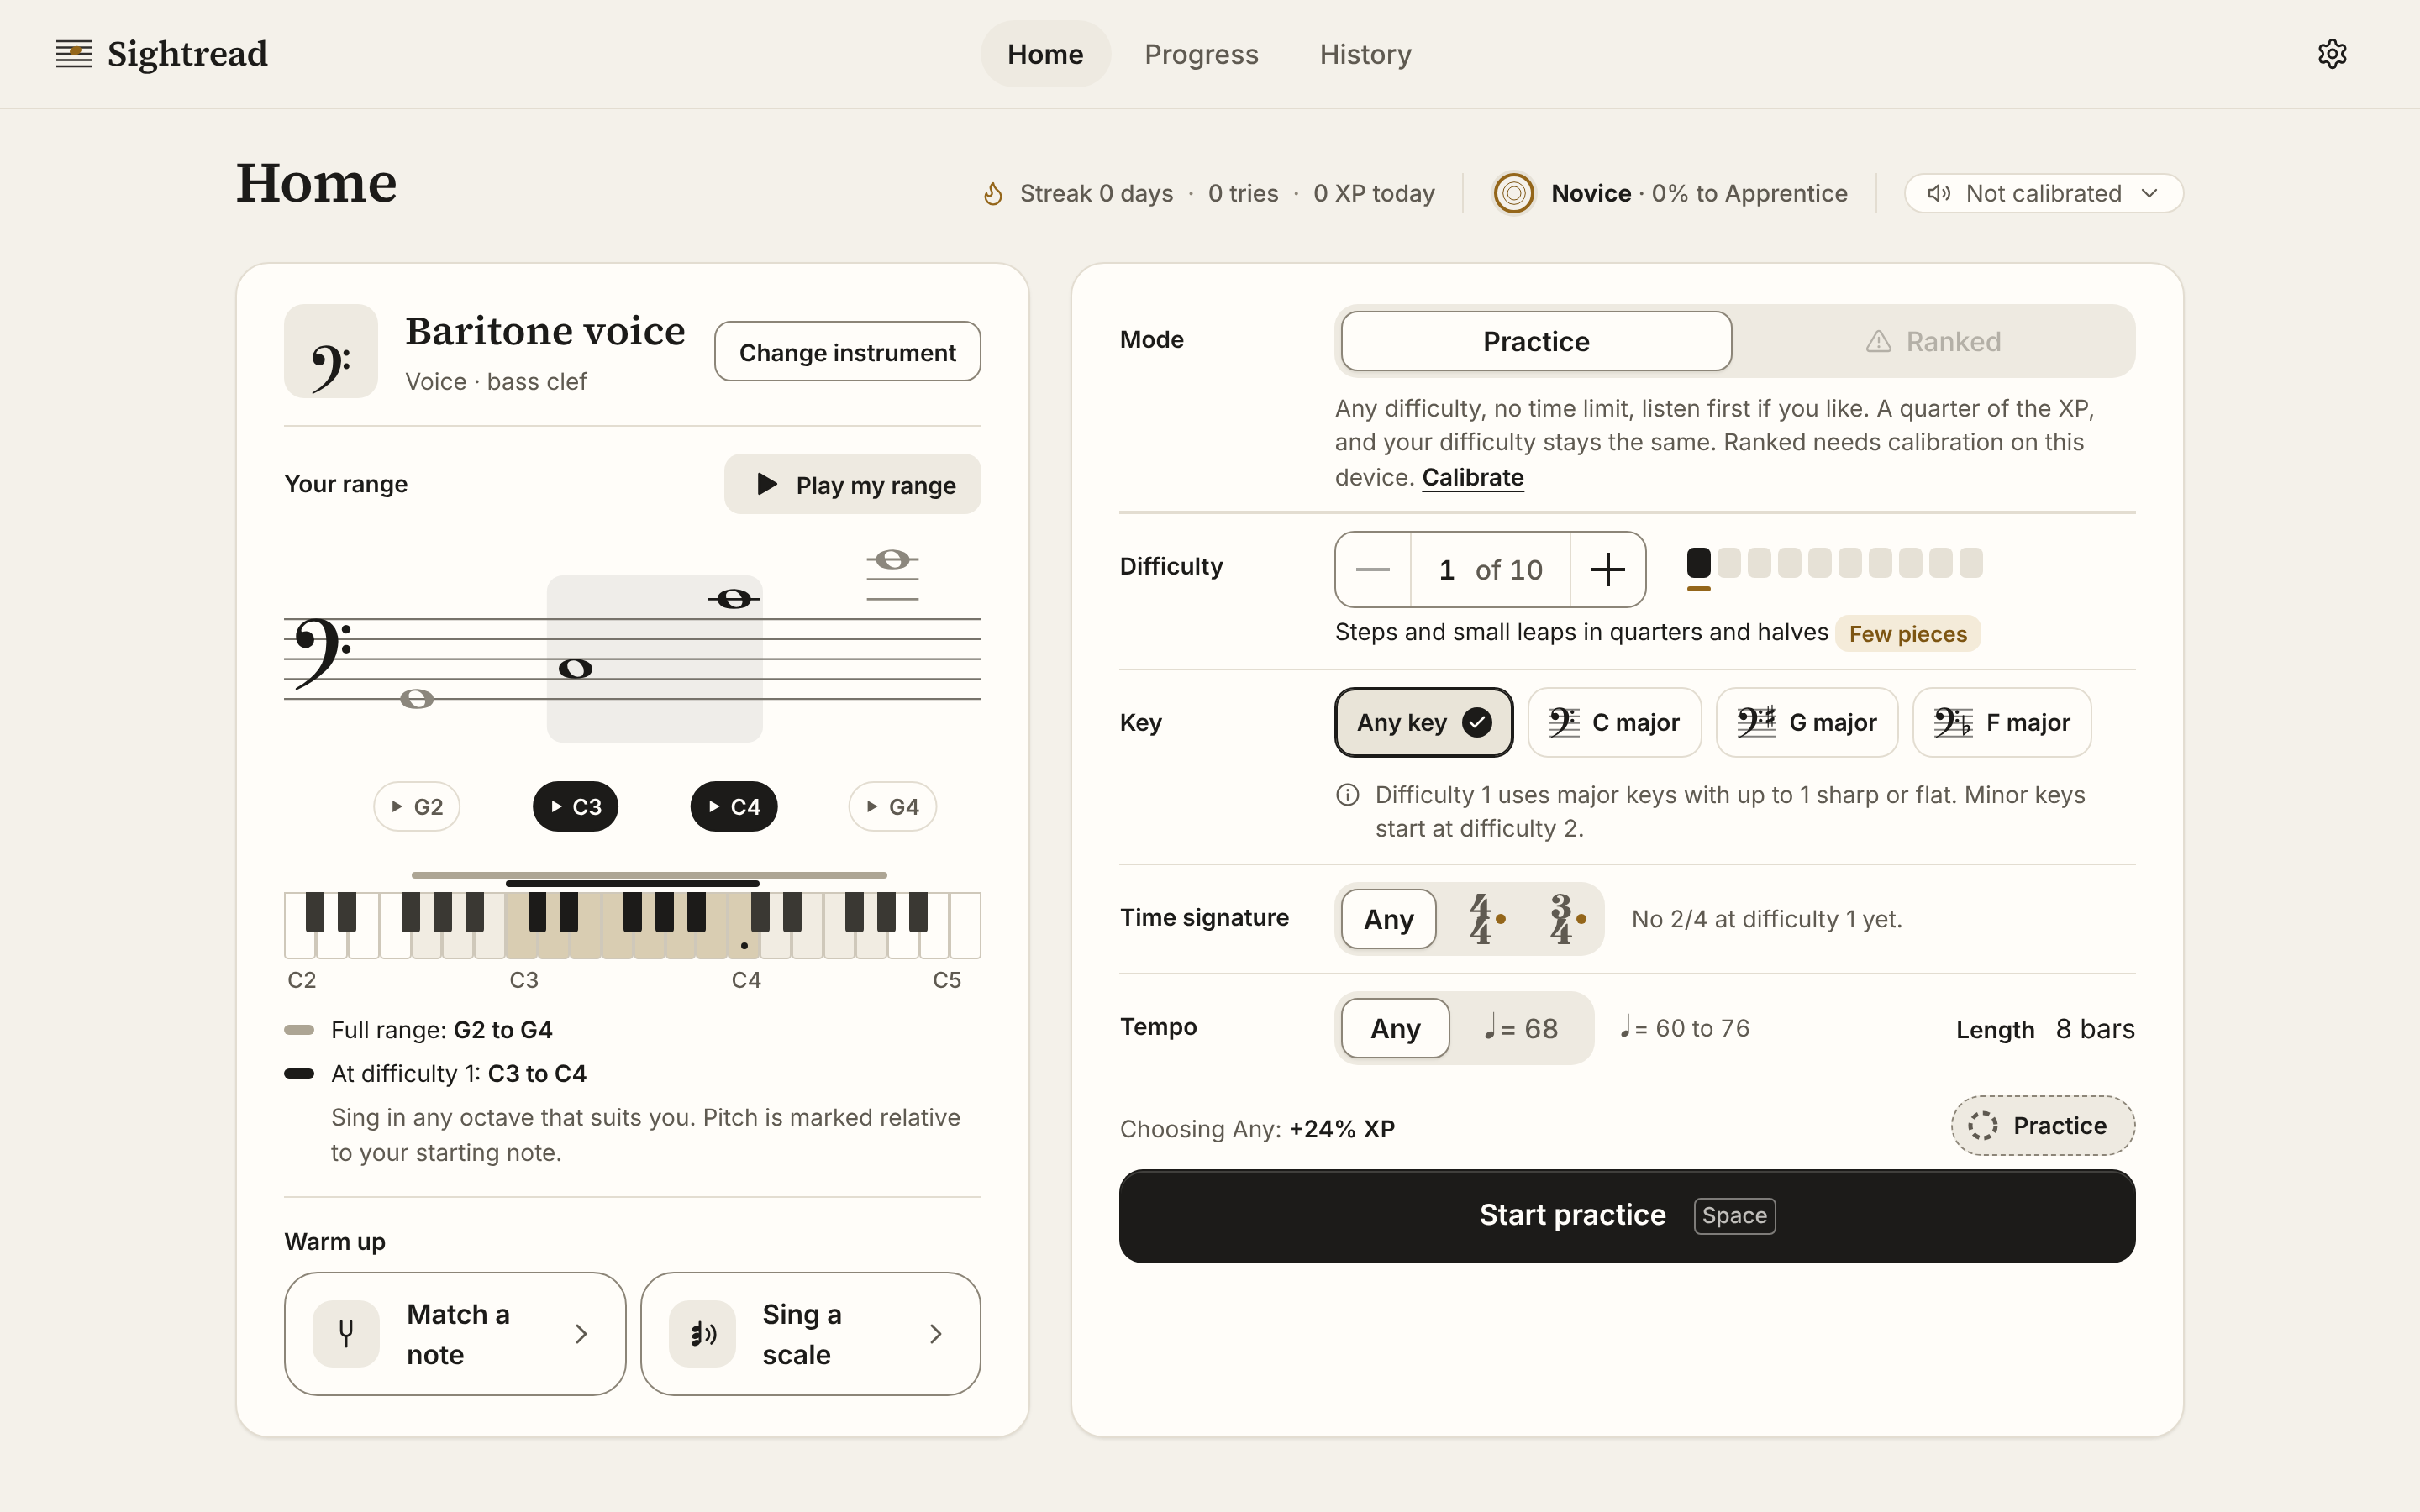 Sightread
Home
Progress
History
Home
Streak 0 days · 0 tries · 0 XP today
Novice · 0% to Apprentice
Not calibrated
Baritone voice
Voice · bass clef
Change instrument
Your range
Play my range
G2
C3
C4
G4
C2
C3
C4
C5
Full range: G2 to G4
At difficulty 1: C3 to C4
Sing in any octave that suits you. Pitch is marked relative
to your starting note.
Warm up
Match a
note
Sing a
scale
Mode
Practice
Ranked
Any difficulty, no time limit, listen first if you like. A quarter of the XP,
and your difficulty stays the same. Ranked needs calibration on this
device. Calibrate
Difficulty
1 of 10
Steps and small leaps in quarters and halves
Few pieces
Key
Any key
C major
G major
F major
Difficulty 1 uses major keys with up to 1 sharp or flat. Minor keys
start at difficulty 2.
Time signature
Any
4
4
3
4
No 2/4 at difficulty 1 yet.
Tempo
Any
♩= 68
♩= 60 to 76
Length 8 bars
Choosing Any: +24% XP
Practice
Start practice
Space